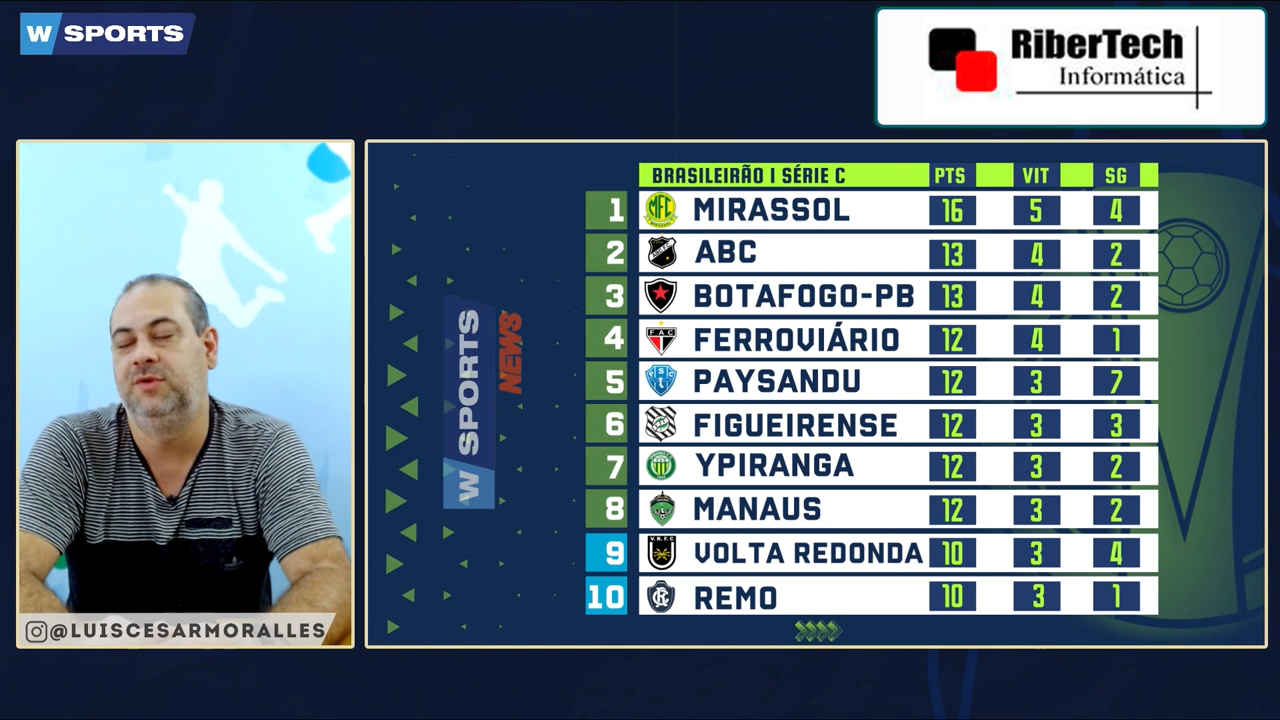 W SPORTS
RiberTech
Informática
BRASILEIRÃO | SÉRIE C PTS VIT SG
1 MIRASSOL 16 5 4
2 ABC 13 4 2
3 BOTAFOGO-PB 13 4 2
4 FERROVIÁRIO 12 4 1
5 PAYSANDU 12 3 7
6 FIGUEIRENSE 12 3 3
7 YPIRANGA 12 3 2
8 MANAUS 12 3 2
9 VOLTA REDONDA 10 3 4
10 REMO 10 3 1
W SPORTS
NEWS
@LUISCESARMORALLES